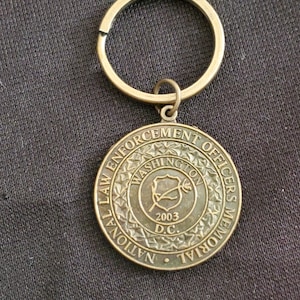 NATIONAL LAW ENFORCEMENT OFFICERS MEMORIAL •
WASHINGTON
2003
D.C.